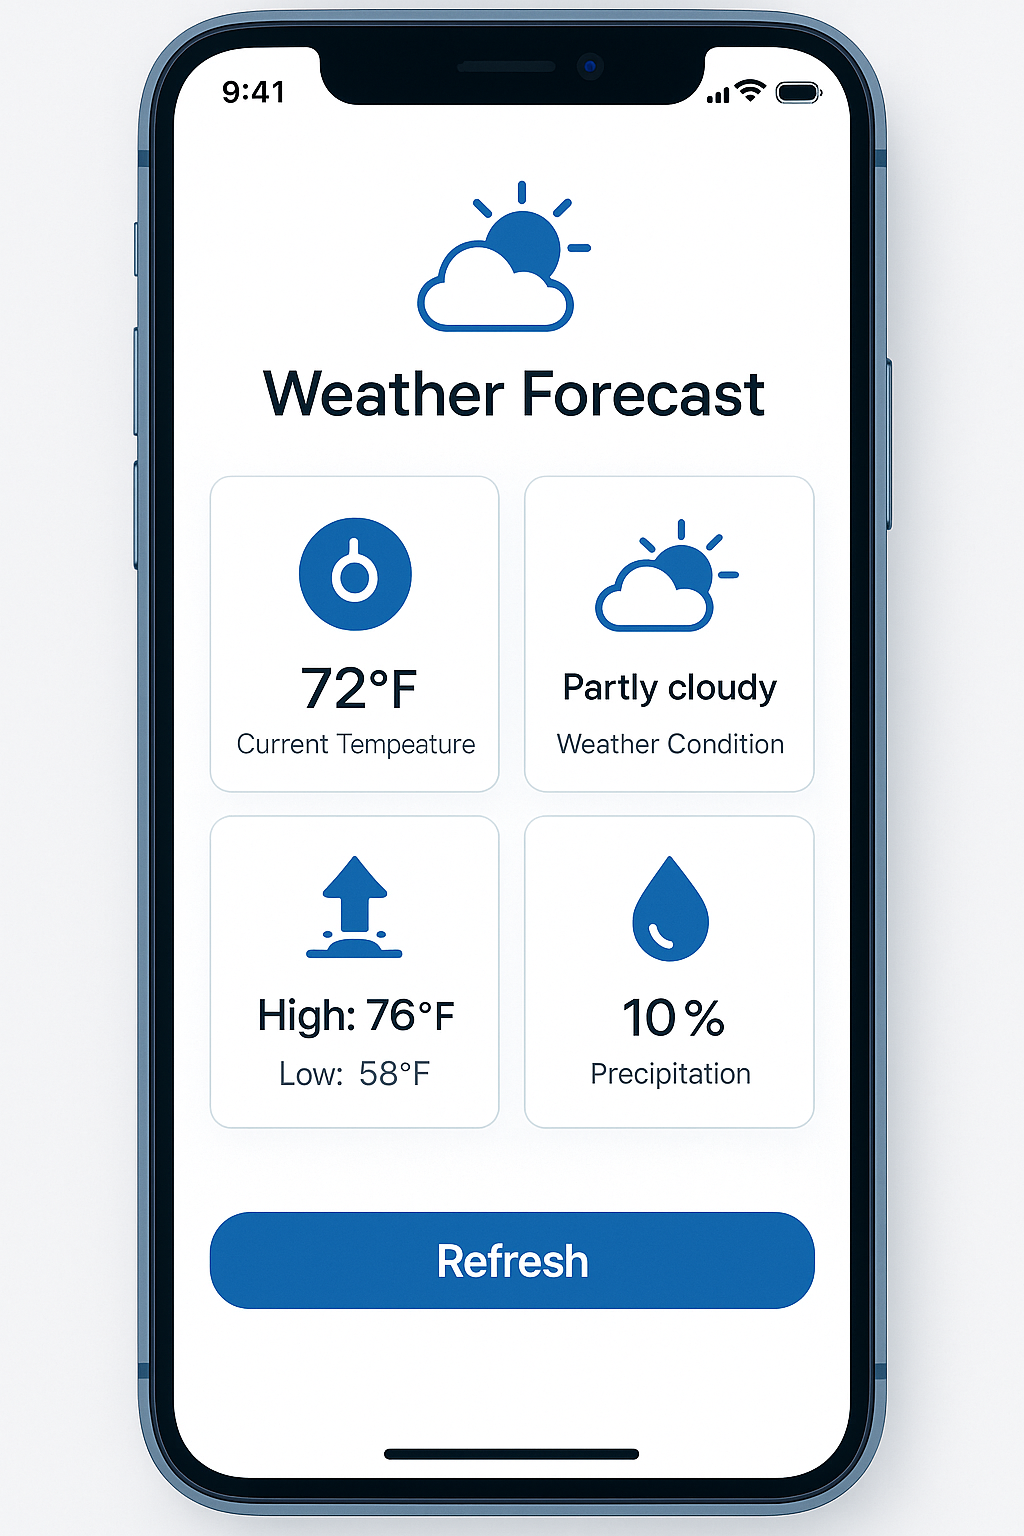 9:41
Weather Forecast
72°F
Current Tempeature
Partly cloudy
Weather Condition
High: 76°F
Low: 58°F
10%
Precipitation
Refresh